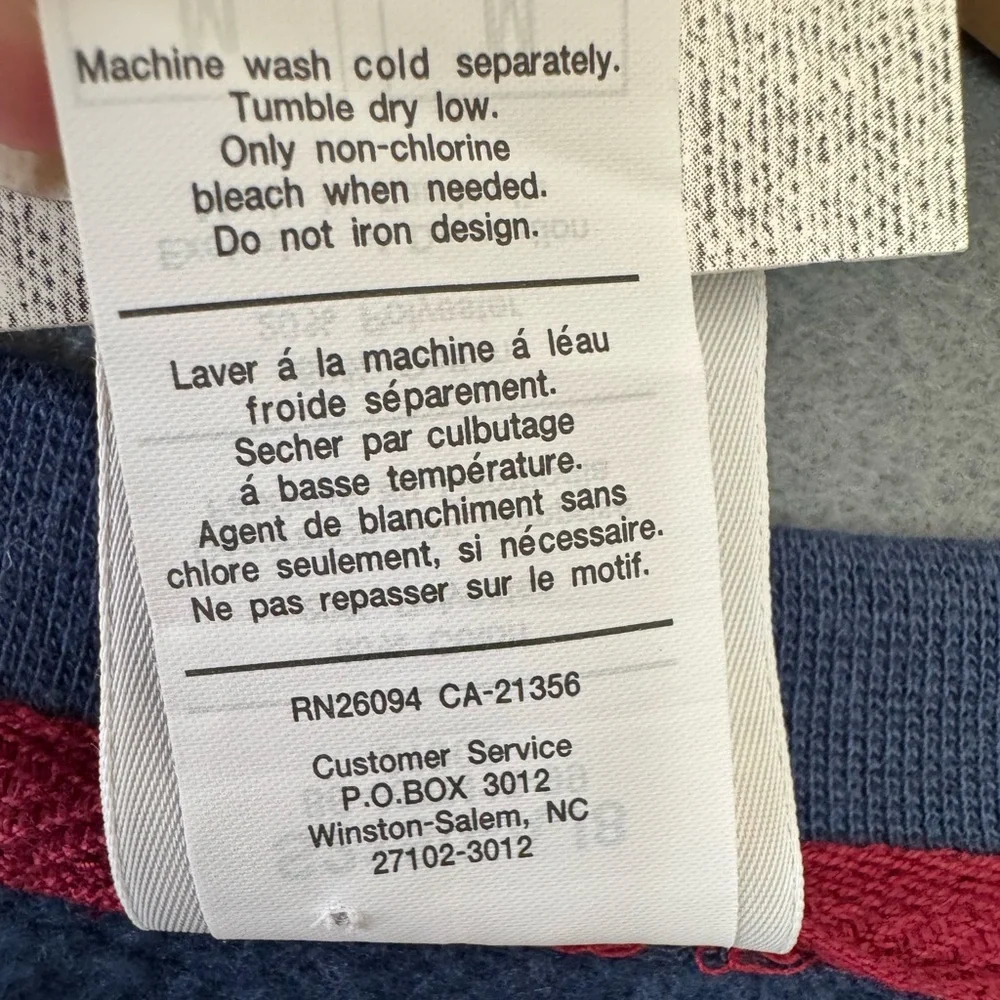 Machine wash cold separately.
Tumble dry low.
Only non-chlorine
bleach when needed.
Do not iron design.
Laver á la machine á léau
froide séparement.
Secher par culbutage
á basse température.
Agent de blanchiment sans
chlore seulement, si nécessaire.
Ne pas repasser sur le motif.
RN26094 CA-21356
Customer Service
P.O.BOX 3012
Winston-Salem, NC
27102-3012